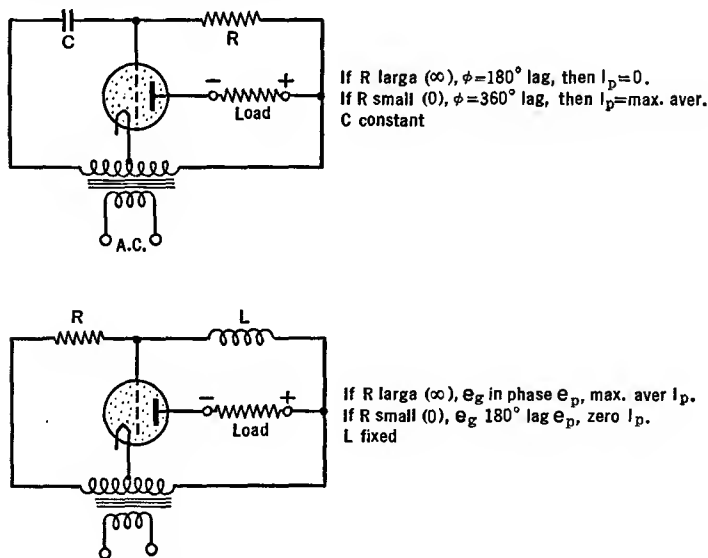 C
R
− +
Load
If R larga (∞), φ=180° lag, then Ip=0.
If R small (0), φ=360° lag, then Ip=max. aver.
C constant
A.C.
R
L
− +
Load
If R larga (∞), eg in phase ep, max. aver Ip.
If R small (0), eg 180° lag ep, zero Ip.
L fixed